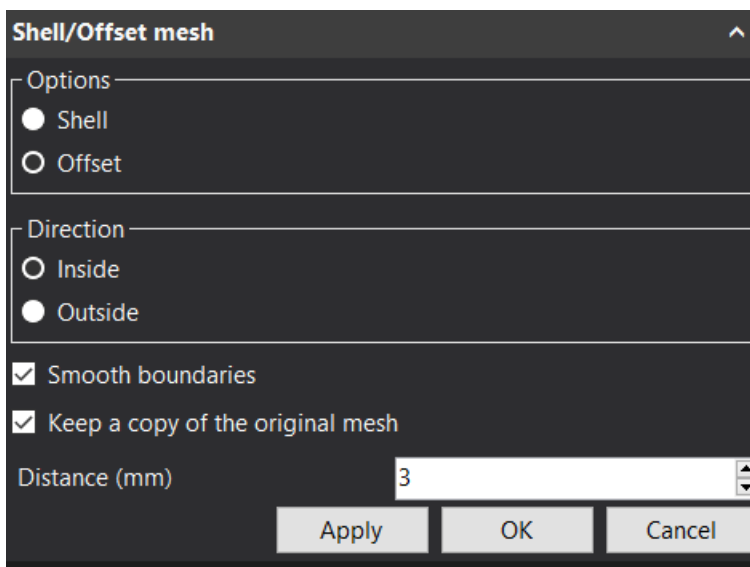 Shell/Offset mesh
Options
Shell
Offset
Direction
Inside
Outside
Smooth boundaries
Keep a copy of the original mesh
Distance (mm) 3
Apply OK Cancel